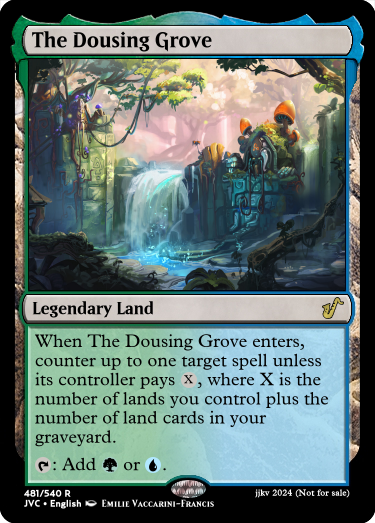 The Dousing Grove
Legendary Land
When The Dousing Grove enters,
counter up to one target spell unless
its controller pays X, where X is the
number of lands you control plus the
number of land cards in your
graveyard.
: Add or .
481/540 R
JVC • English Emilie Vaccarini-Francis
jjkv 2024 (Not for sale)